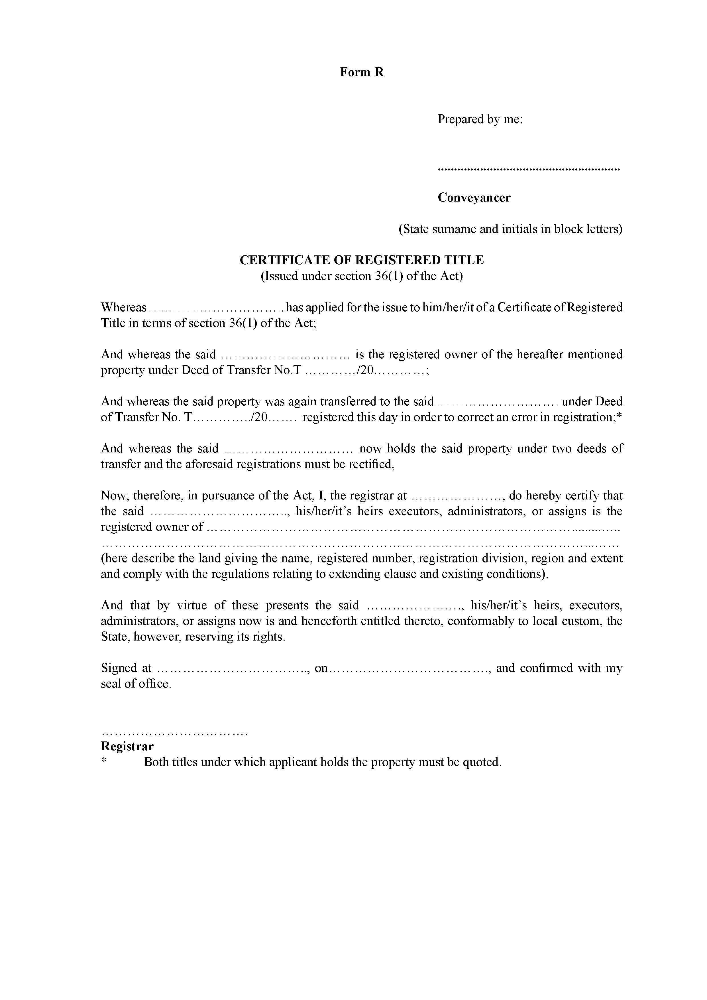 Form R
Prepared by me:
........................................................
Conveyancer
(State surname and initials in block letters)
CERTIFICATE OF REGISTERED TITLE
(Issued under section 36(1) of the Act)
Whereas………………………….. has applied for the issue to him/her/it of a Certificate of Registered
Title in terms of section 36(1) of the Act;
And whereas the said ………………………… is the registered owner of the hereafter mentioned
property under Deed of Transfer No.T …………/20…………;
And whereas the said property was again transferred to the said ………………………. under Deed
of Transfer No. T…………../20……. registered this day in order to correct an error in registration;*
And whereas the said ………………………… now holds the said property under two deeds of
transfer and the aforesaid registrations must be rectified,
Now, therefore, in pursuance of the Act, I, the registrar at …………………, do hereby certify that
the said ………………………….., his/her/it’s heirs executors, administrators, or assigns is the
registered owner of …………………………………………………………………………........…..
…………………………………………………………………………………………………...……
(here describe the land giving the name, registered number, registration division, region and extent
and comply with the regulations relating to extending clause and existing conditions).
And that by virtue of these presents the said …………………., his/her/it’s heirs, executors,
administrators, or assigns now is and henceforth entitled thereto, conformably to local custom, the
State, however, reserving its rights.
Signed at …………………………….., on………………………………., and confirmed with my
seal of office.
…………………………….
Registrar
* Both titles under which applicant holds the property must be quoted.